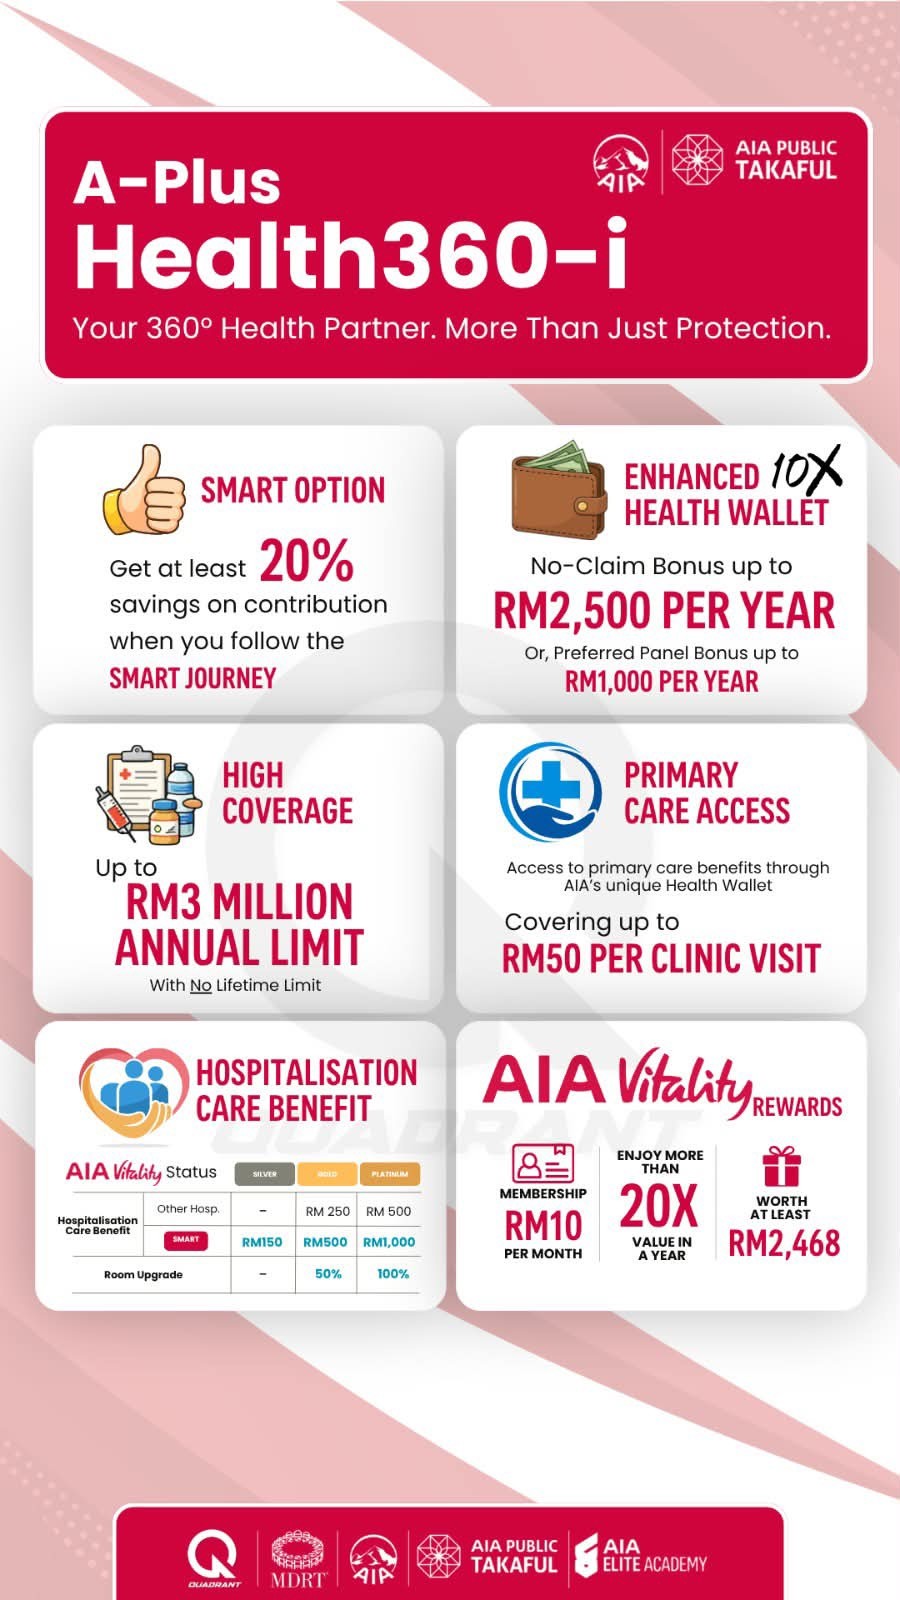 A-Plus
Health360-i
Your 360° Health Partner. More Than Just Protection.
AIA
AIA PUBLIC
TAKAFUL
SMART OPTION
Get at least 20%
savings on contribution
when you follow the
SMART JOURNEY
ENHANCED 10X
HEALTH WALLET
No-Claim Bonus up to
RM2,500 PER YEAR
Or, Preferred Panel Bonus up to
RM1,000 PER YEAR
HIGH
COVERAGE
Up to
RM3 MILLION
ANNUAL LIMIT
With No Lifetime Limit
PRIMARY
CARE ACCESS
Access to primary care benefits through
AIA's unique Health Wallet
Covering up to
RM50 PER CLINIC VISIT
HOSPITALISATION
CARE BENEFIT
AIA Vitality Status SILVER GOLD PLATINUM
Hospitalisation
Care Benefit
Other Hosp. – RM 250 RM 500
SMART RM150 RM500 RM1,000
Room Upgrade – 50% 100%
AIA Vitality REWARDS
MEMBERSHIP
RM10
PER MONTH
ENJOY MORE
THAN
20X
VALUE IN
A YEAR
WORTH
AT LEAST
RM2,468
QUADRANT
QUADRANT
MDRT
AIA
AIA PUBLIC
TAKAFUL
AIA
ELITE ACADEMY